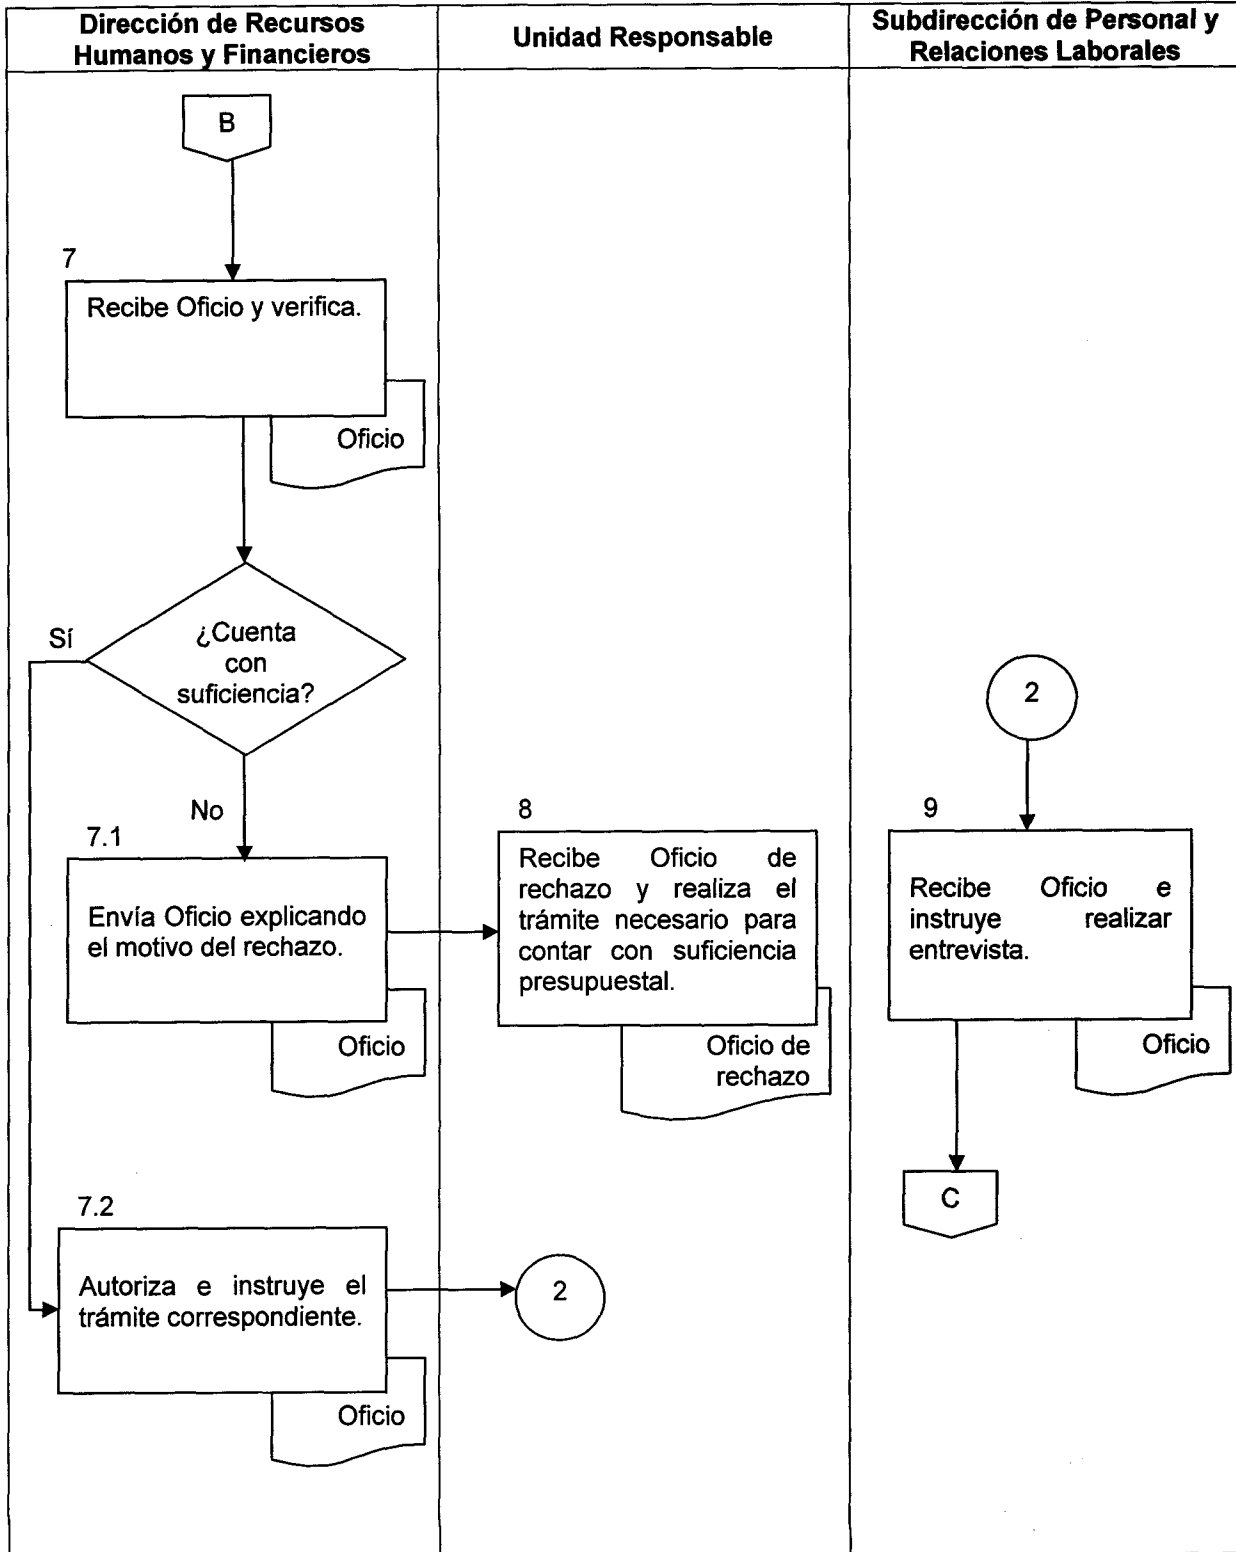 Dirección de Recursos
Humanos y Financieros
Unidad Responsable
Subdirección de Personal y
Relaciones Laborales
B
7
Recibe Oficio y verifica.
Oficio
¿Cuenta
con
suficiencia?
Sí
No
7.1
Envía Oficio explicando
el motivo del rechazo.
Oficio
8
Recibe Oficio de
rechazo y realiza el
trámite necesario para
contar con suficiencia
presupuestal.
Oficio de
rechazo
7.2
Autoriza e instruye el
trámite correspondiente.
Oficio
2
2
9
Recibe Oficio e
instruye realizar
entrevista.
Oficio
C